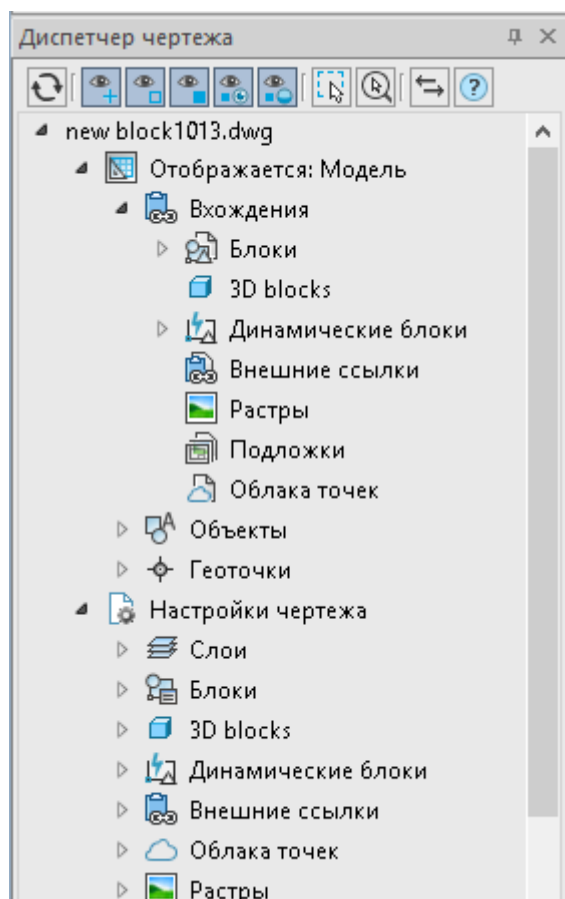 Диспетчер чертежа
new block1013.dwg
Отображается: Модель
Вхождения
Блоки
3D blocks
Динамические блоки
Внешние ссылки
Растры
Подложки
Облака точек
Объекты
Геоточки
Настройки чертежа
Слои
Блоки
3D blocks
Динамические блоки
Внешние ссылки
Облака точек
Растры